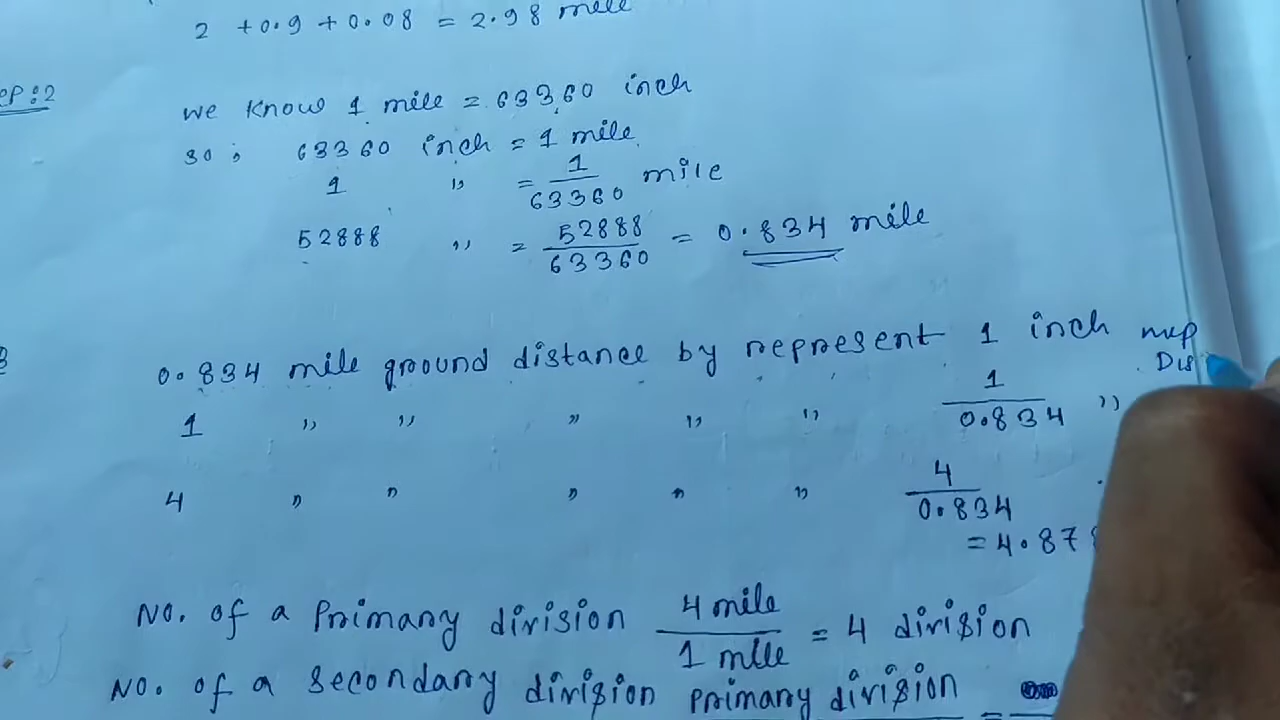 2 + 0.9 + 0.08 = 2.98 mile
ep:2
we know 1 mile = 63360 inch
so, 63360 inch = 1 mile
1 ,, = 1/63360 mile
52888 ,, = 52888/63360 = 0.834 mile
3
0.834 mile ground distance by represent 1 inch map
Dis
1 ,, ,, ,, ,, ,, 1/0.834 ,,
4 ,, ,, ,, ,, ,, 4/0.834
= 4.878
No. of a Primary division 4 mile/1 mile = 4 division
No. of a secondary division primary division =